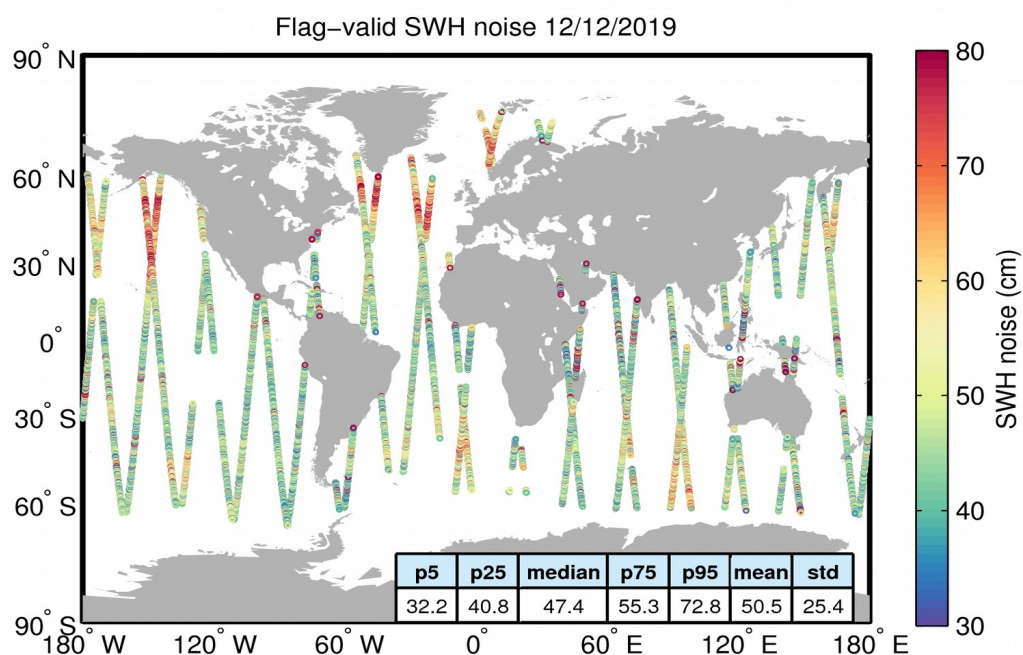 Flag−valid SWH noise 12/12/2019
90° N
60° N
30° N
0°
30° S
60° S
90° S
180° W
120° W
60° W
0°
60° E
120° E
180° E
p5 p25 median p75 p95 mean std
32.2 40.8 47.4 55.3 72.8 50.5 25.4
80
70
60
50
40
30
SWH noise (cm)